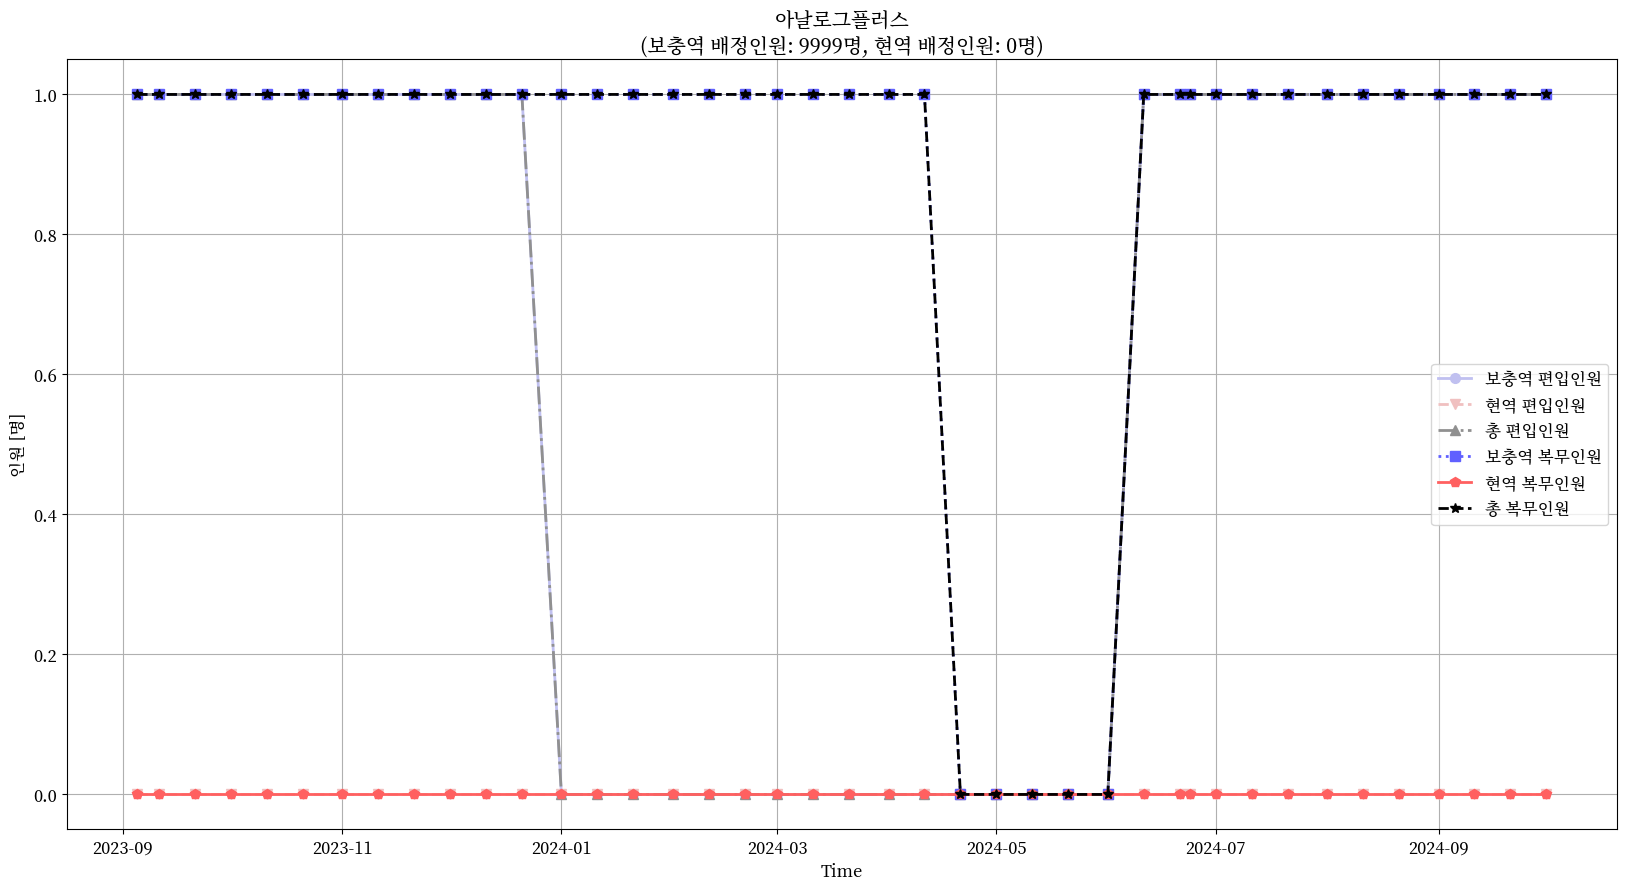 아날로그플러스
(보충역 배정인원: 9999명, 현역 배정인원: 0명)
1.0
0.8
0.6
0.4
0.2
0.0
인원 [명]
보충역 편입인원
현역 편입인원
총 편입인원
보충역 복무인원
현역 복무인원
총 복무인원
2023-09
2023-11
2024-01
2024-03
2024-05
2024-07
2024-09
Time